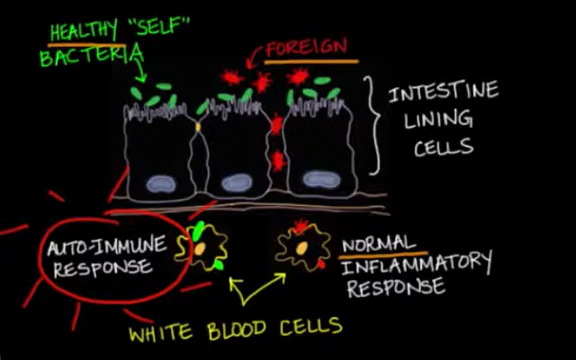 HEALTHY "SELF"
BACTERIA
FOREIGN
INTESTINE
LINING
CELLS
AUTO-IMMUNE
RESPONSE
NORMAL
INFLAMMATORY
RESPONSE
WHITE BLOOD CELLS